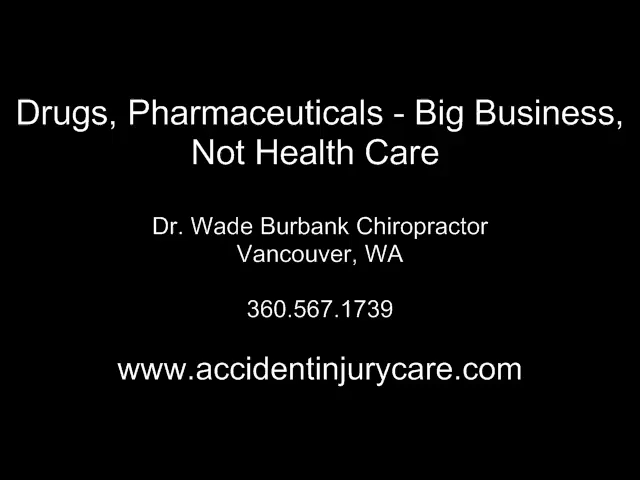 Drugs, Pharmaceuticals - Big Business,
Not Health Care
Dr. Wade Burbank Chiropractor
Vancouver, WA
360.567.1739
www.accidentinjurycare.com